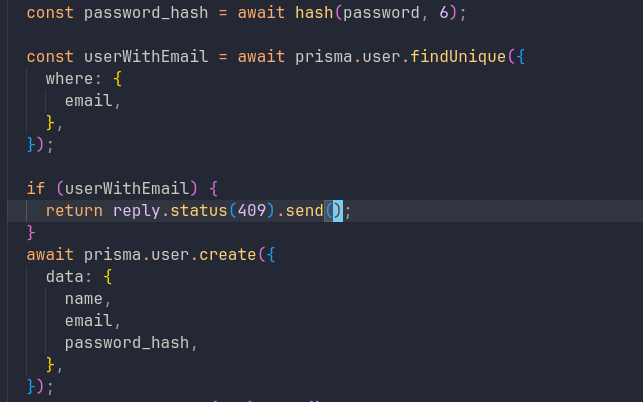 const password_hash = await hash(password, 6);
const userWithEmail = await prisma.user.findUnique({
where: {
email,
},
});
if (userWithEmail) {
return reply.status(409).send();
}
await prisma.user.create({
data: {
name,
email,
password_hash,
},
});